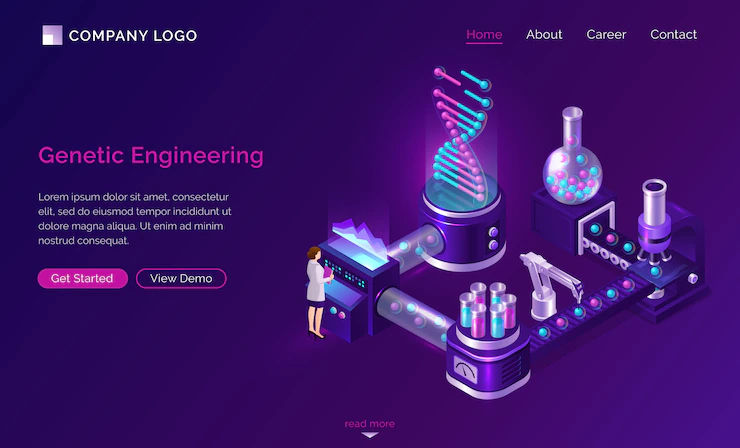 COMPANY LOGO
Home
About
Career
Contact
Genetic Engineering
Lorem ipsum dolor sit amet, consectetur
elit, sed do eiusmod tempor incididunt ut
dolore magna aliqua. Ut enim ad minim
nostrud consequat.
Get Started
View Demo
read more